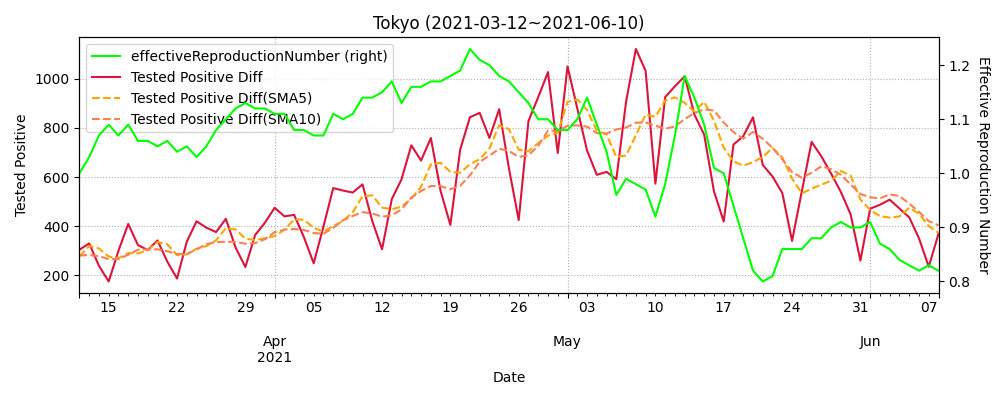 Tokyo (2021-03-12~2021-06-10)
effectiveReproductionNumber (right)
Tested Positive Diff
Tested Positive Diff(SMA5)
Tested Positive Diff(SMA10)
Tested Positive
1000
800
600
400
200
Effective Reproduction Number
1.2
1.1
1.0
0.9
0.8
15 22 29 05 12 19 26 03 10 17 24 31 07
Apr May Jun
2021
Date